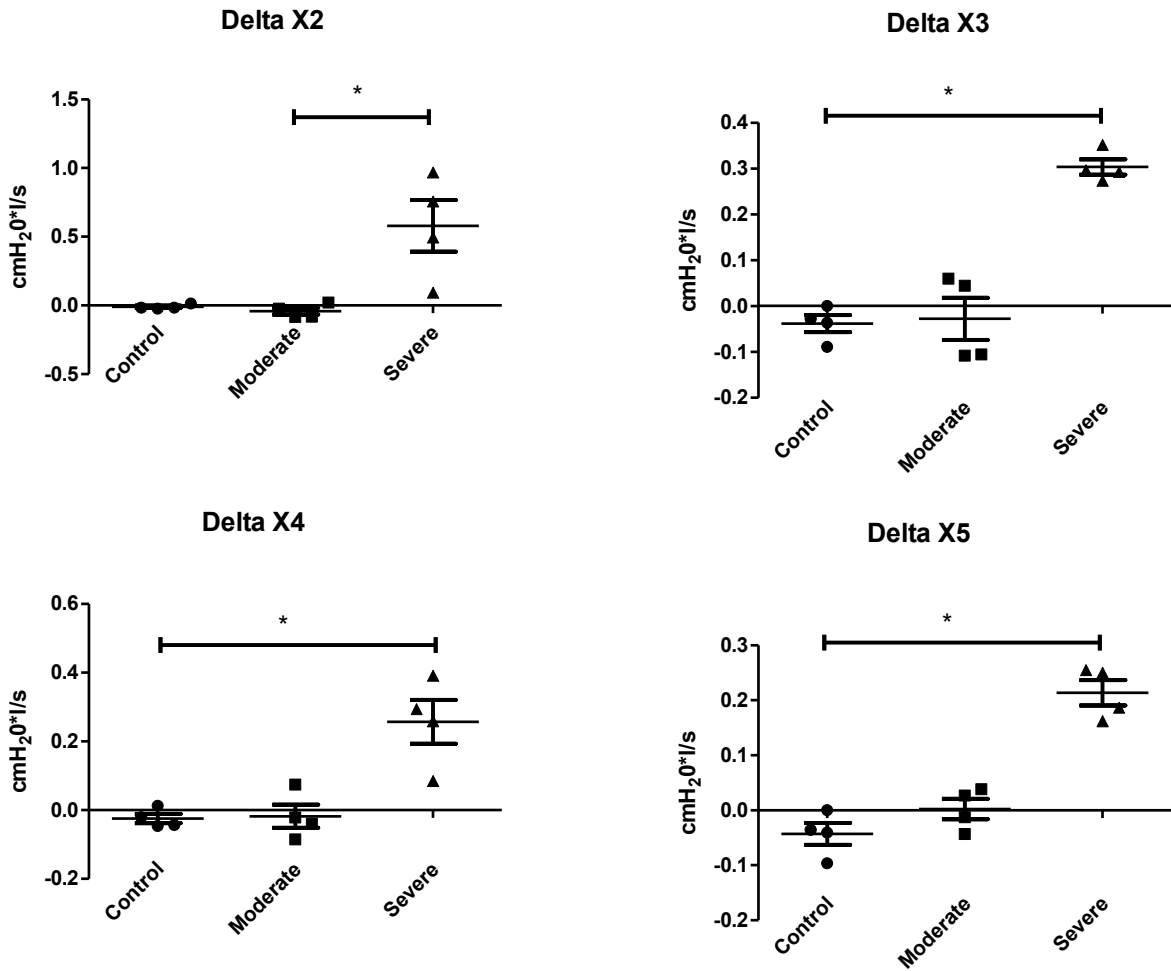 Delta X2
*
1.5
1.0
0.5
0.0
-0.5
cmH₂0*l/s
Control
Moderate
Severe
Delta X3
*
0.4
0.3
0.2
0.1
0.0
-0.1
-0.2
cmH₂0*l/s
Control
Moderate
Severe
Delta X4
*
0.6
0.4
0.2
0.0
-0.2
cmH₂0*l/s
Control
Moderate
Severe
Delta X5
*
0.3
0.2
0.1
0.0
-0.1
-0.2
cmH₂0*l/s
Control
Moderate
Severe